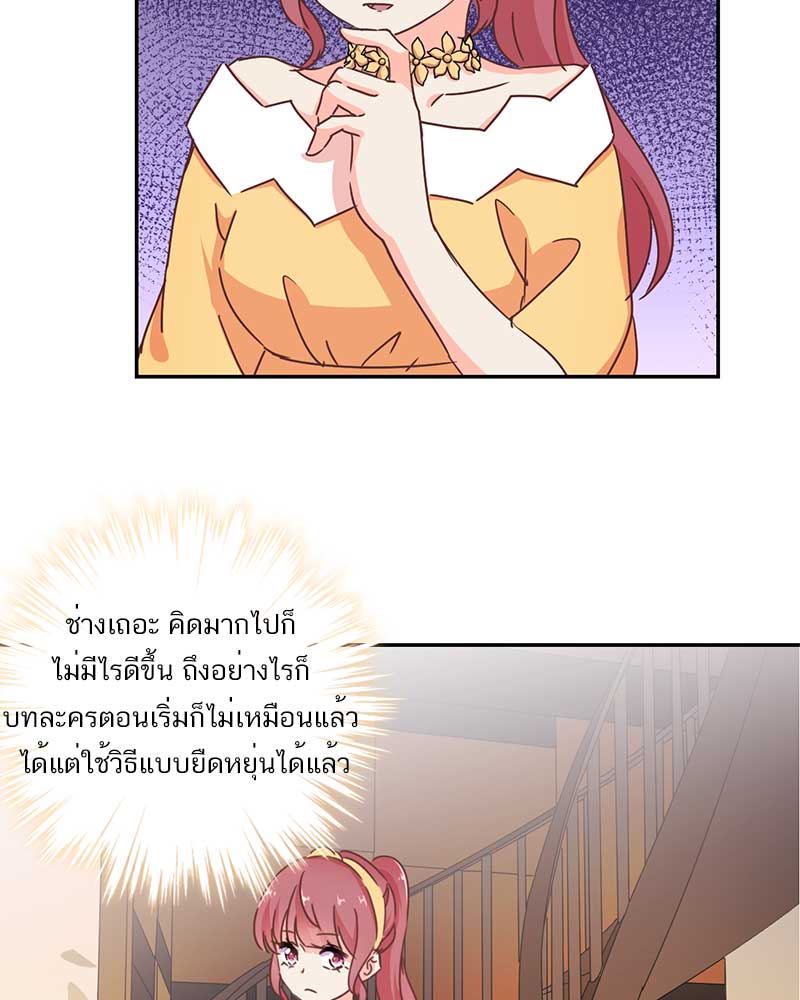 ช่างเถอะ คิดมากไปก็
ไม่มีไรดีขึ้น ถึงอย่างไรก็
บทละครตอนเริ่มก็ไม่เหมือนแล้ว
ได้แต่ใช้วิธีแบบยืดหยุ่นได้แล้ว